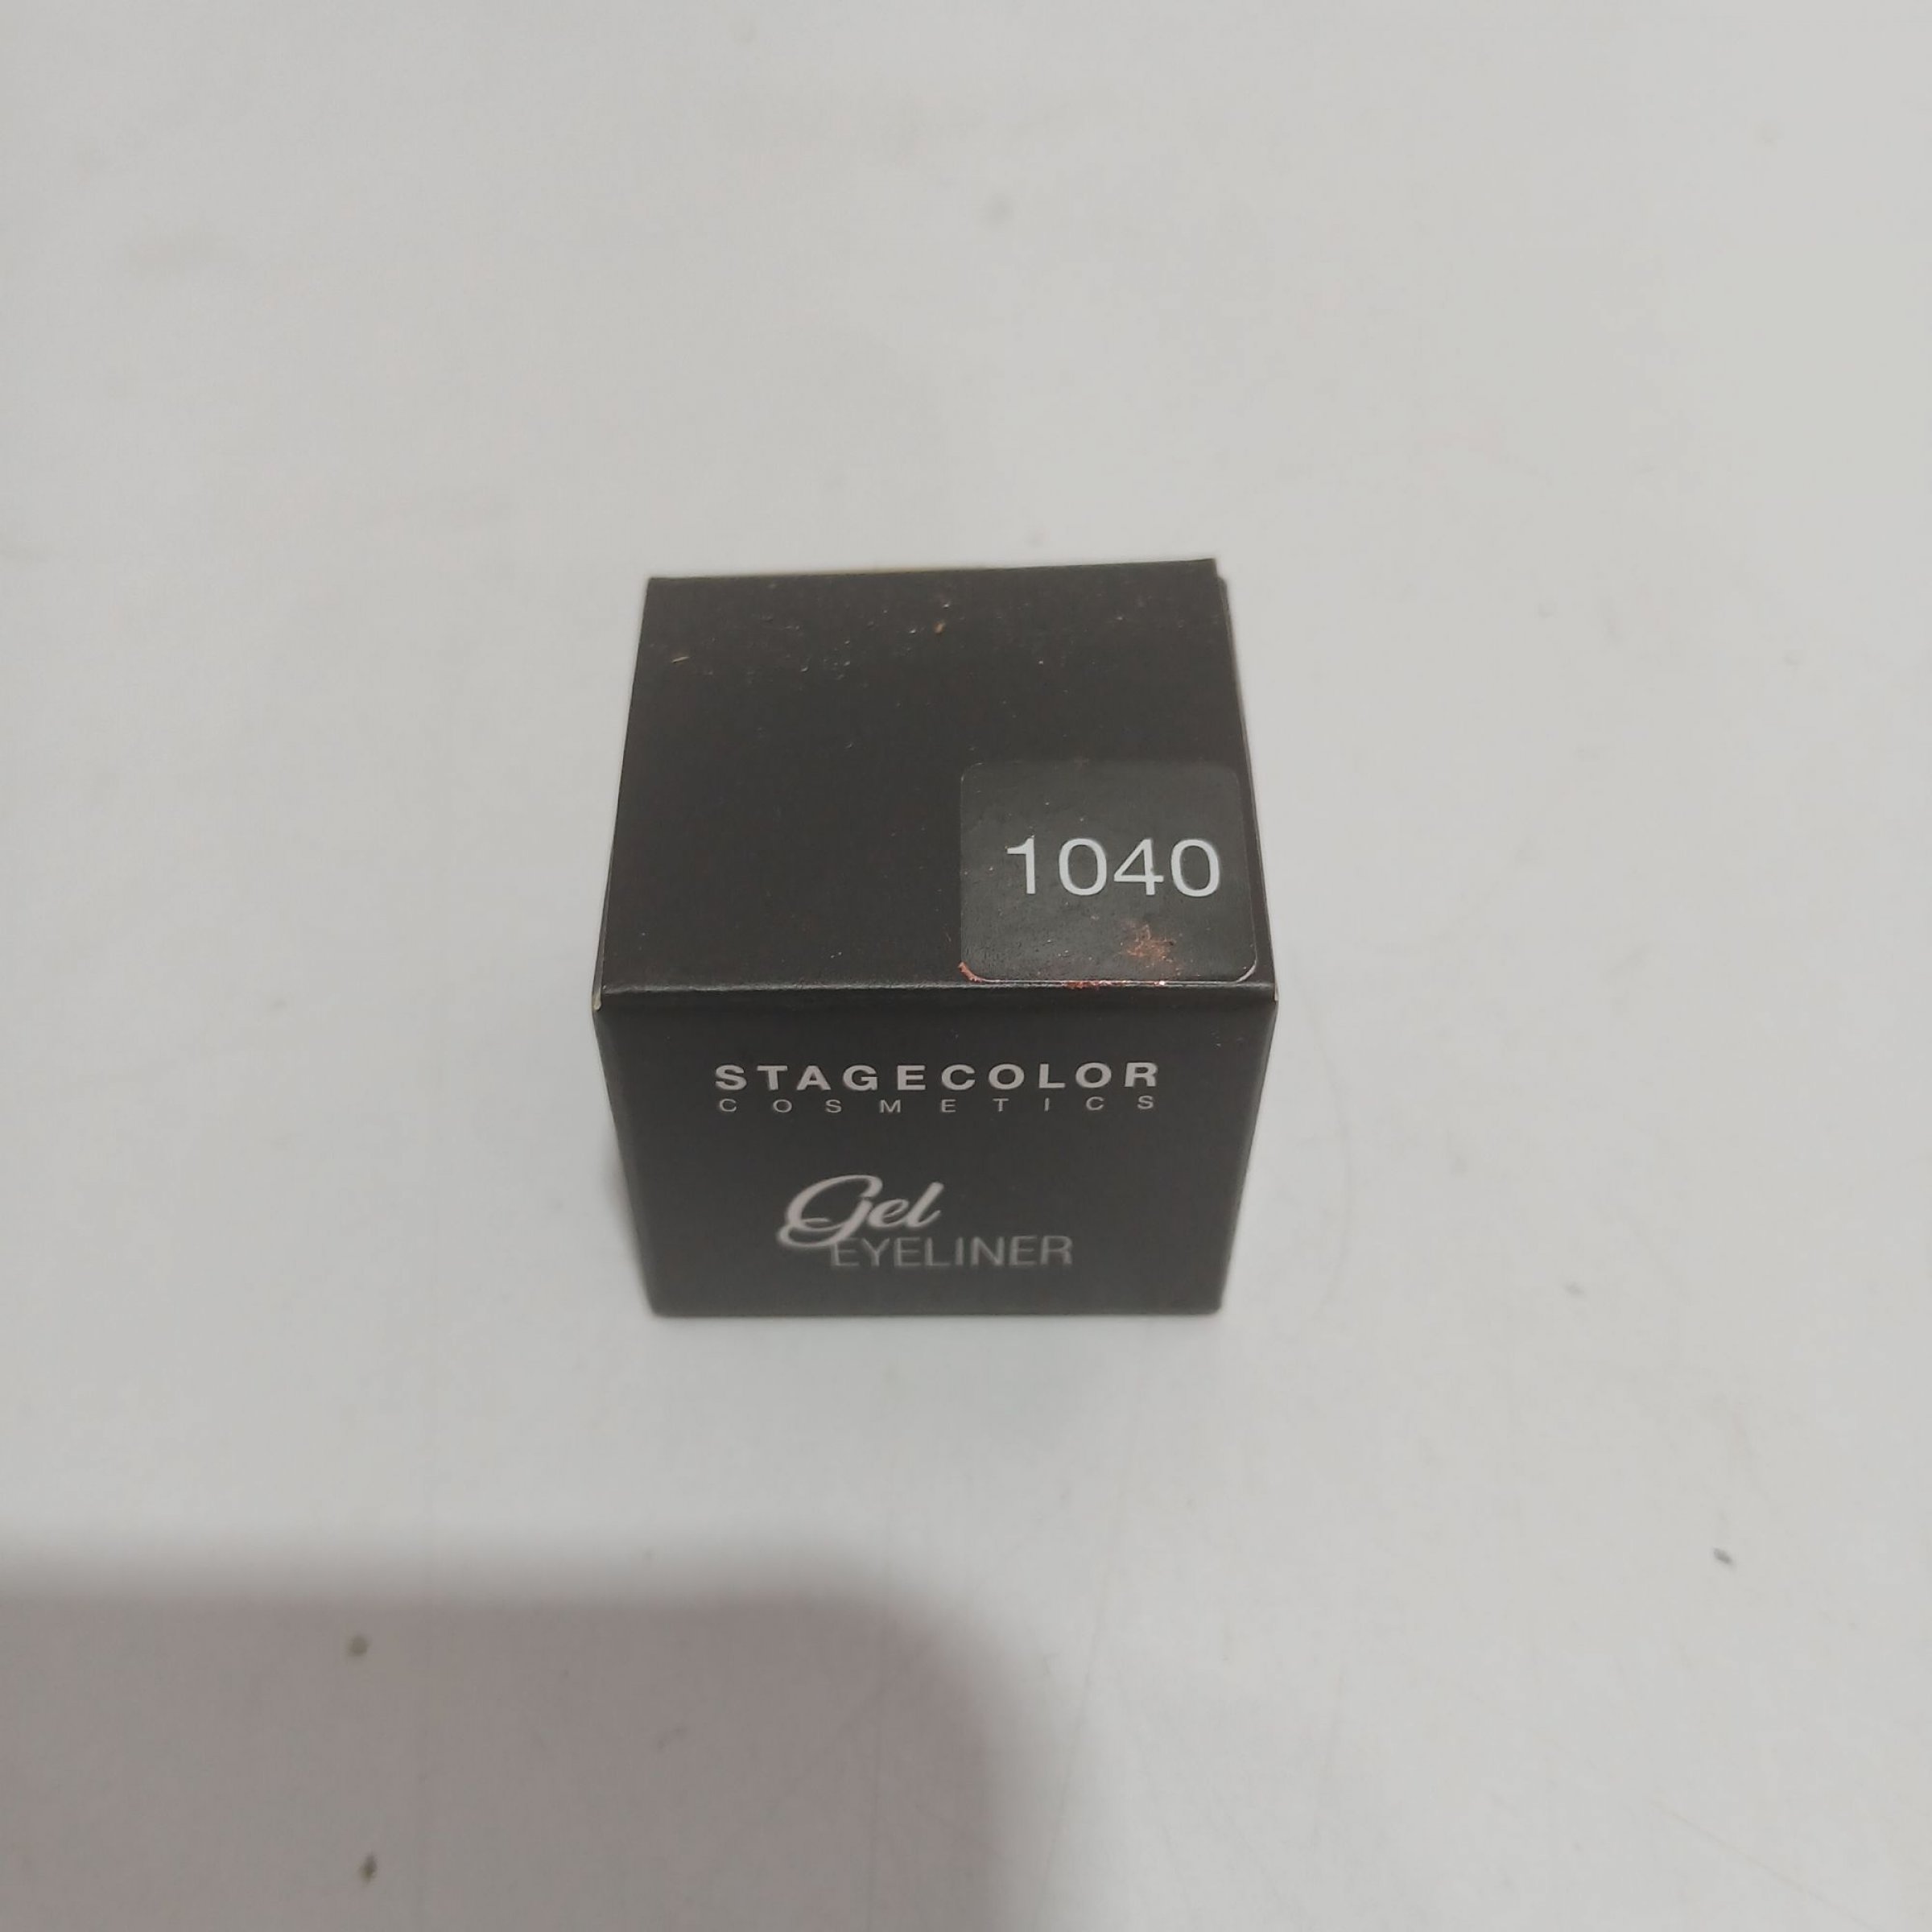 1040
STAGECOLOR
COSMETICS
Gel
EYELINER